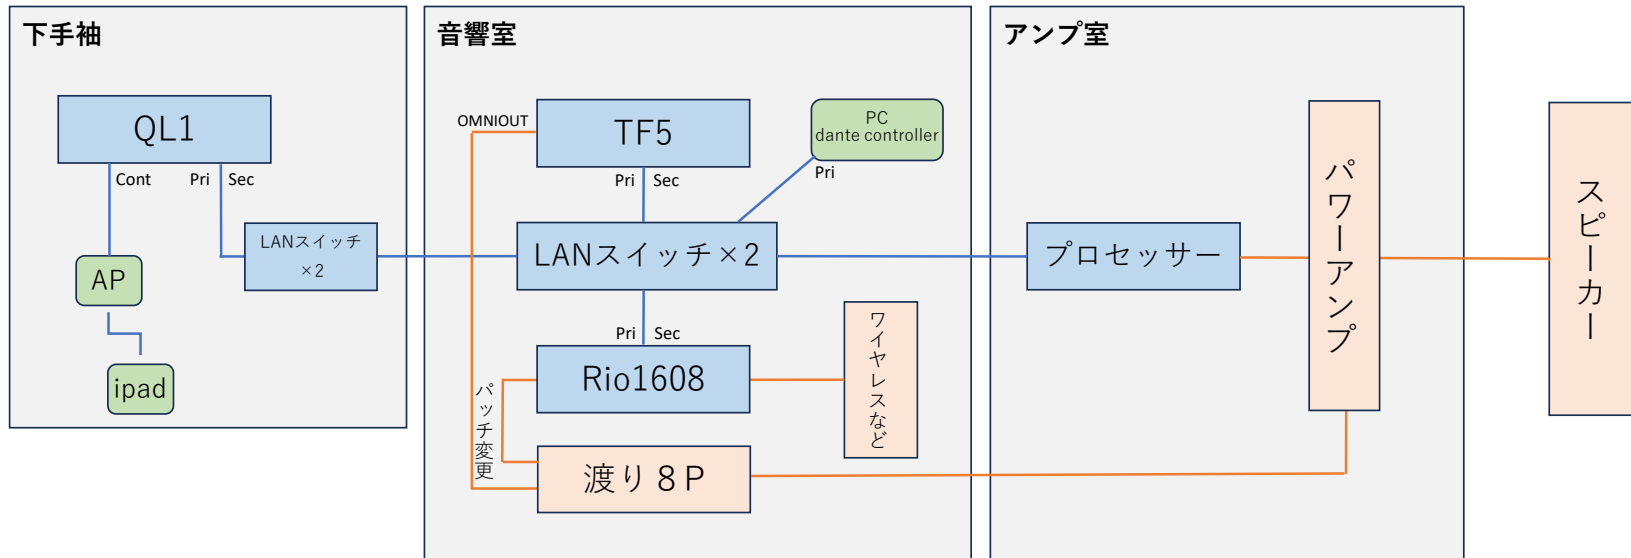 下手袖
QL1
Cont
Pri
Sec
LANスイッチ
×2
AP
ipad
音響室
OMNIOUT
TF5
PC
dante controller
Pri
Sec
Pri
LANスイッチ×2
Pri
Sec
Rio1608
ワイヤレスなど
パッチ変更
渡り８Ｐ
アンプ室
プロセッサー
パワーアンプ
スピーカー